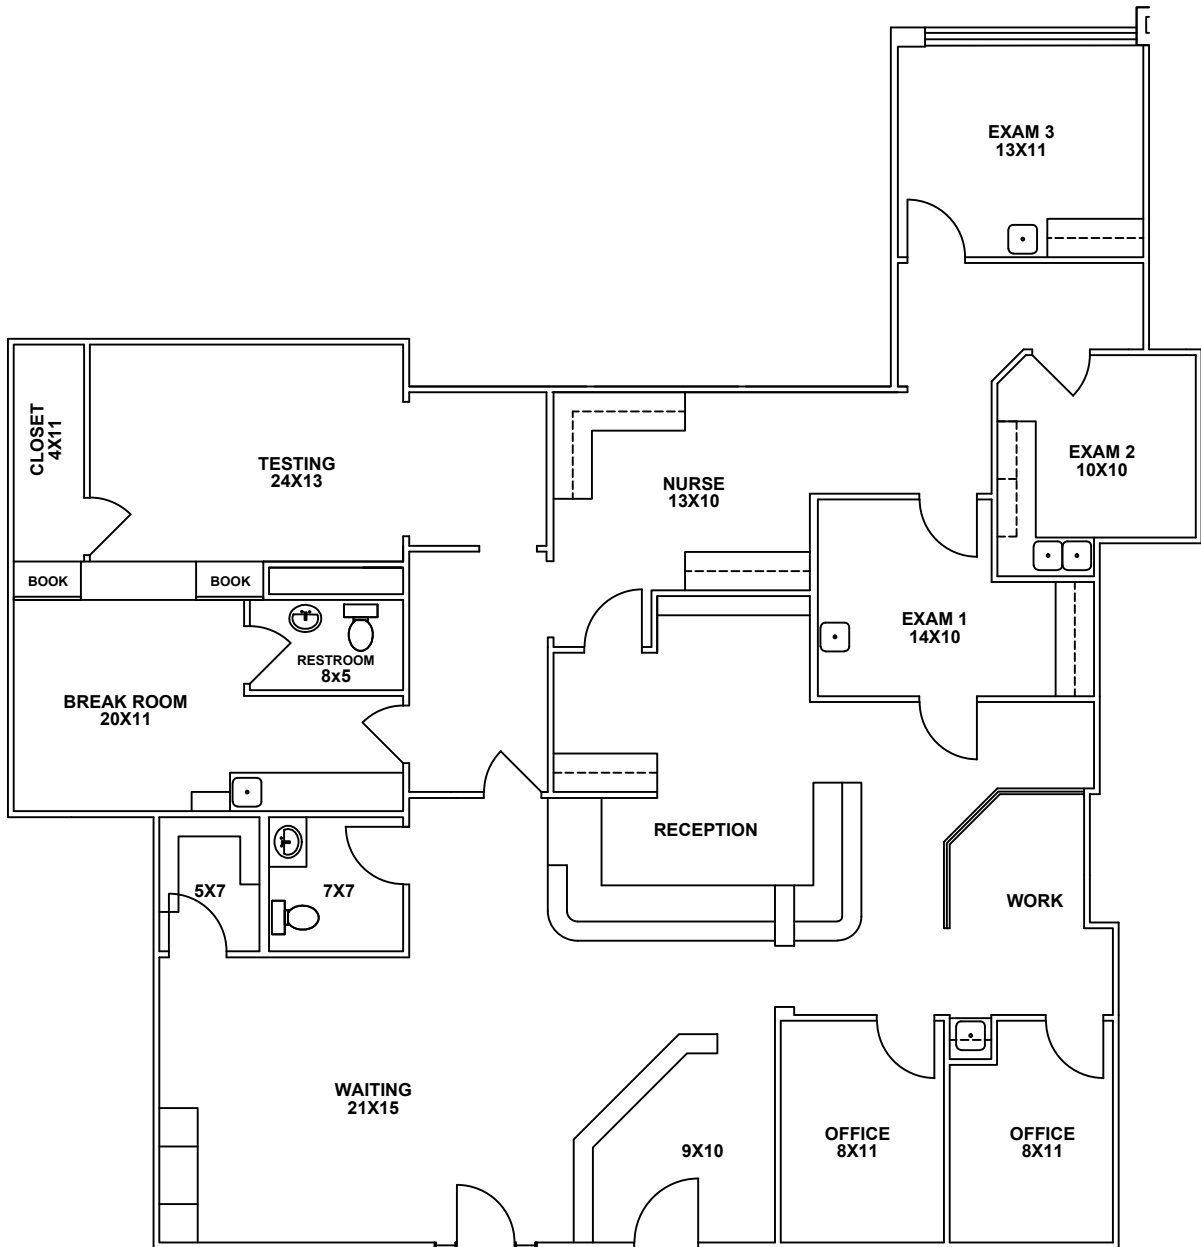 EXAM 3
13X11
CLOSET
4X11
TESTING
24X13
EXAM 2
10X10
NURSE
13X10
BOOK
BOOK
EXAM 1
14X10
RESTROOM
8x5
BREAK ROOM
20X11
RECEPTION
5X7
7X7
WORK
WAITING
21X15
9X10
OFFICE
8X11
OFFICE
8X11